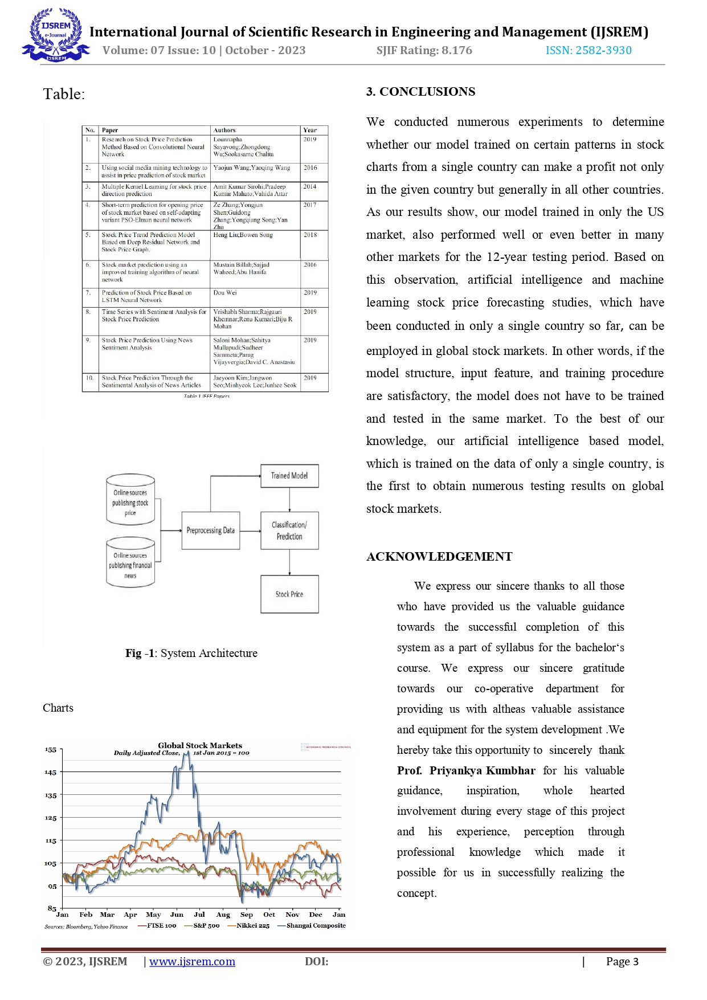 IJSREM
e-Journal
IJSREM
International Journal of Scientific Research in Engineering and Management (IJSREM)
Volume: 07 Issue: 10 | October - 2023 SJIF Rating: 8.176 ISSN: 2582-3930
Table:
No. Paper Authors Year
1. Research on Stock Price Prediction Lounnapha 2019
Method Based on Convolutional Neural Sayavong;Zhongdong
Network Wu;Sookasame Chalita
2. Using social media mining technology to Yaojun Wang;Yaoqing Wang 2016
assist in price prediction of stock market
3. Multiple Kernel Learning for stock price Amit Kumar Sirohi;Pradeep 2014
direction prediction Kumar Mahato;Vahida Attar
4. Short-term prediction for opening price Ze Zhang;Yongjun 2017
of stock market based on self-adapting Shen;Guidong
variant PSO-Elman neural network Zhang;Yongqiang Song;Yan
Zhu
5. Stock Price Trend Prediction Model Heng Liu;Bowen Song 2018
Based on Deep Residual Network and
Stock Price Graph.
6. Stock market prediction using an Mustain Billah;Sajjad 2016
improved training algorithm of neural Waheed;Abu Hanifa
network
7. Prediction of Stock Price Based on Dou Wei 2019
LSTM Neural Network
8. Time Series with Sentiment Analysis for Vrishabh Sharma;Rajgauri 2019
Stock Price Prediction Khemnar;Renu Kumari;Biju R
Mohan
9. Stock Price Prediction Using News Saloni Mohan;Sahitya 2019
Sentiment Analysis Mullapudi;Sudheer
Sammeta;Parag
Vijayvergia;David C. Anastasiu
10. Stock Price Prediction Through the Jaeyoon Kim;Jangwon 2019
Sentimental Analysis of News Articles Seo;Minhyeok Lee;Junhee Seok
Table 1 IEEE Papers
Online sources
publishing stock
price
Online sources
publishing financial
news
Preprocessing Data
Trained Model
Classification/
Prediction
Stock Price
Fig -1: System Architecture
Charts
Global Stock Markets
Daily Adjusted Close, 1st Jan 2015 = 100
ECONOMIC RESEARCH COUNCIL
155
145
135
125
115
105
95
85
Jan Feb Mar Apr May Jun Jul Aug Sep Oct Nov Dec Jan
Sources: Bloomberg, Yahoo Finance FTSE 100 S&P 500 Nikkei 225 Shangai Composite
3. CONCLUSIONS
We conducted numerous experiments to determine
whether our model trained on certain patterns in stock
charts from a single country can make a profit not only
in the given country but generally in all other countries.
As our results show, our model trained in only the US
market, also performed well or even better in many
other markets for the 12-year testing period. Based on
this observation, artificial intelligence and machine
learning stock price forecasting studies, which have
been conducted in only a single country so far, can be
employed in global stock markets. In other words, if the
model structure, input feature, and training procedure
are satisfactory, the model does not have to be trained
and tested in the same market. To the best of our
knowledge, our artificial intelligence based model,
which is trained on the data of only a single country, is
the first to obtain numerous testing results on global
stock markets.
ACKNOWLEDGEMENT
We express our sincere thanks to all those
who have provided us the valuable guidance
towards the successful completion of this
system as a part of syllabus for the bachelor‘s
course. We express our sincere gratitude
towards our co-operative department for
providing us with altheas valuable assistance
and equipment for the system development .We
hereby take this opportunity to sincerely thank
Prof. Priyankya Kumbhar for his valuable
guidance, inspiration, whole hearted
involvement during every stage of this project
and his experience, perception through
professional knowledge which made it
possible for us in successfully realizing the
concept.
© 2023, IJSREM | www.ijsrem.com DOI: | Page 3